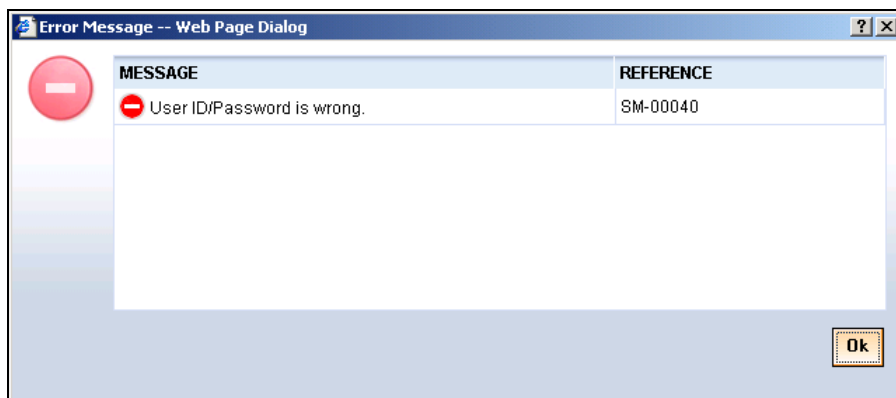 Error Message -- Web Page Dialog
MESSAGE REFERENCE
User ID/Password is wrong. SM-00040
Ok